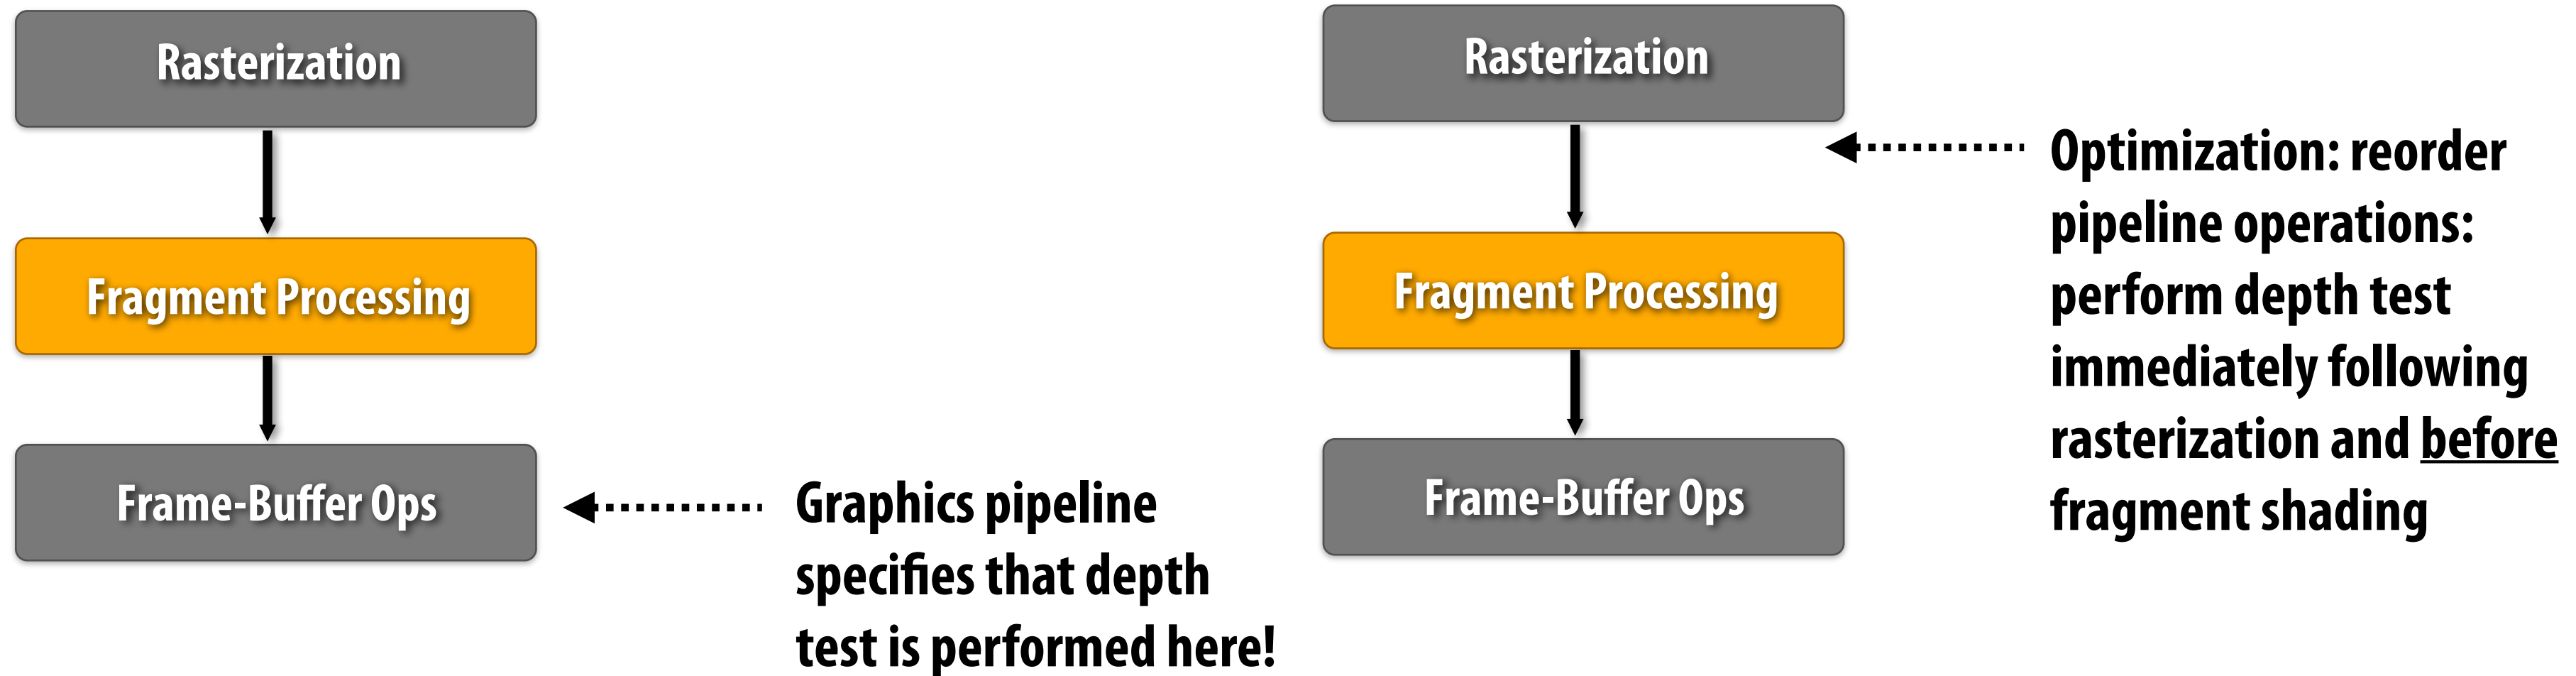 Rasterization
Fragment Processing
Frame-Buffer Ops
Graphics pipeline
specifies that depth
test is performed here!
Rasterization
Fragment Processing
Frame-Buffer Ops
Optimization: reorder
pipeline operations:
perform depth test
immediately following
rasterization and before
fragment shading